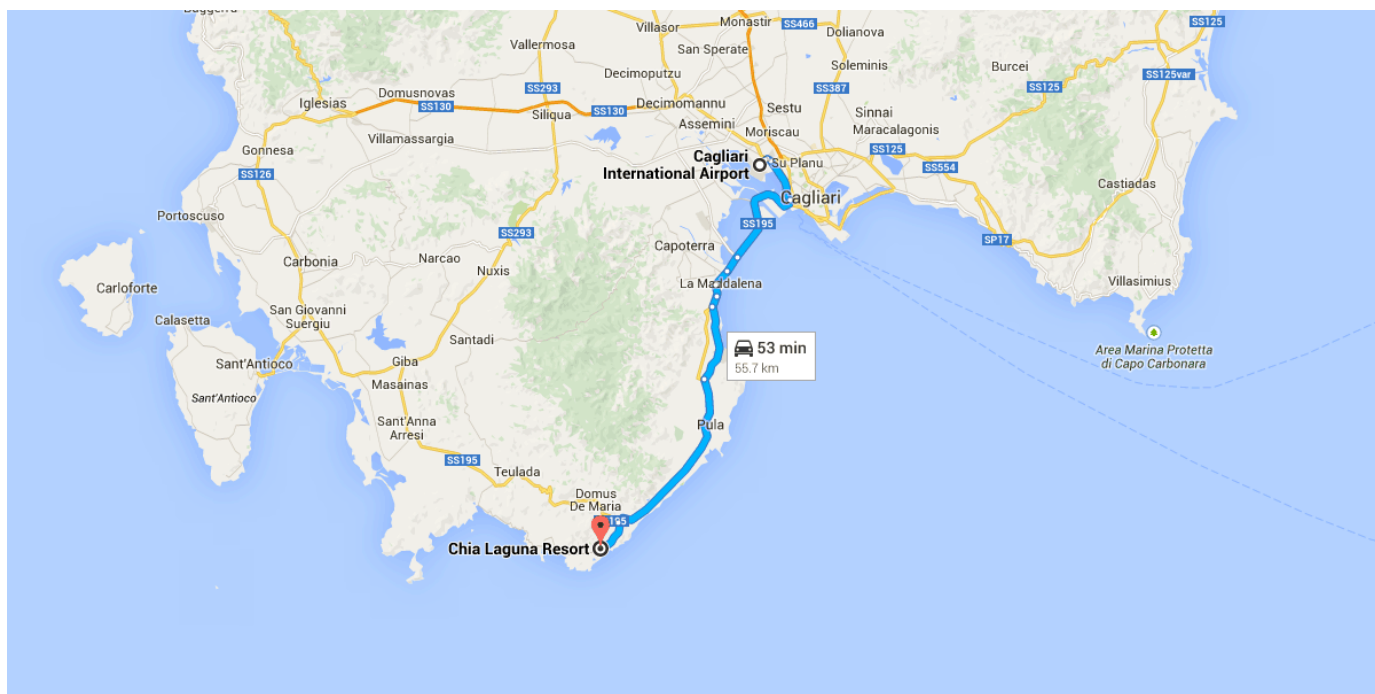 SS125
Monastir
SS466
Villasor
Dolianova
Vallermosa
San Sperate
Soleminis
Burcei
Decimoputzu
SS125var
Domusnovas
SS293
SS387
SS125
Iglesias
SS130
SS130
Decimomannu
Sestu
Siliqua
Sinnai
Assemini
Moriscau
Maracalagonis
Villamassargia
Gonnesa
SS125
Cagliari
International Airport
Su Planu
SS554
SS126
Castiadas
Cagliari
Portoscuso
SS195
SS293
SP17
Capoterra
Narcao
Carbonia
Nuxis
La Maddalena
Villasimius
Carloforte
San Giovanni
Suergiu
Calasetta
Santadi
53 min
55.7 km
Area Marina Protetta
di Capo Carbonara
Sant'Antioco
Giba
Masainas
Sant'Antioco
Sant'Anna
Arresi
Pula
SS195
Teulada
Domus
De Maria
Chia Laguna Resort